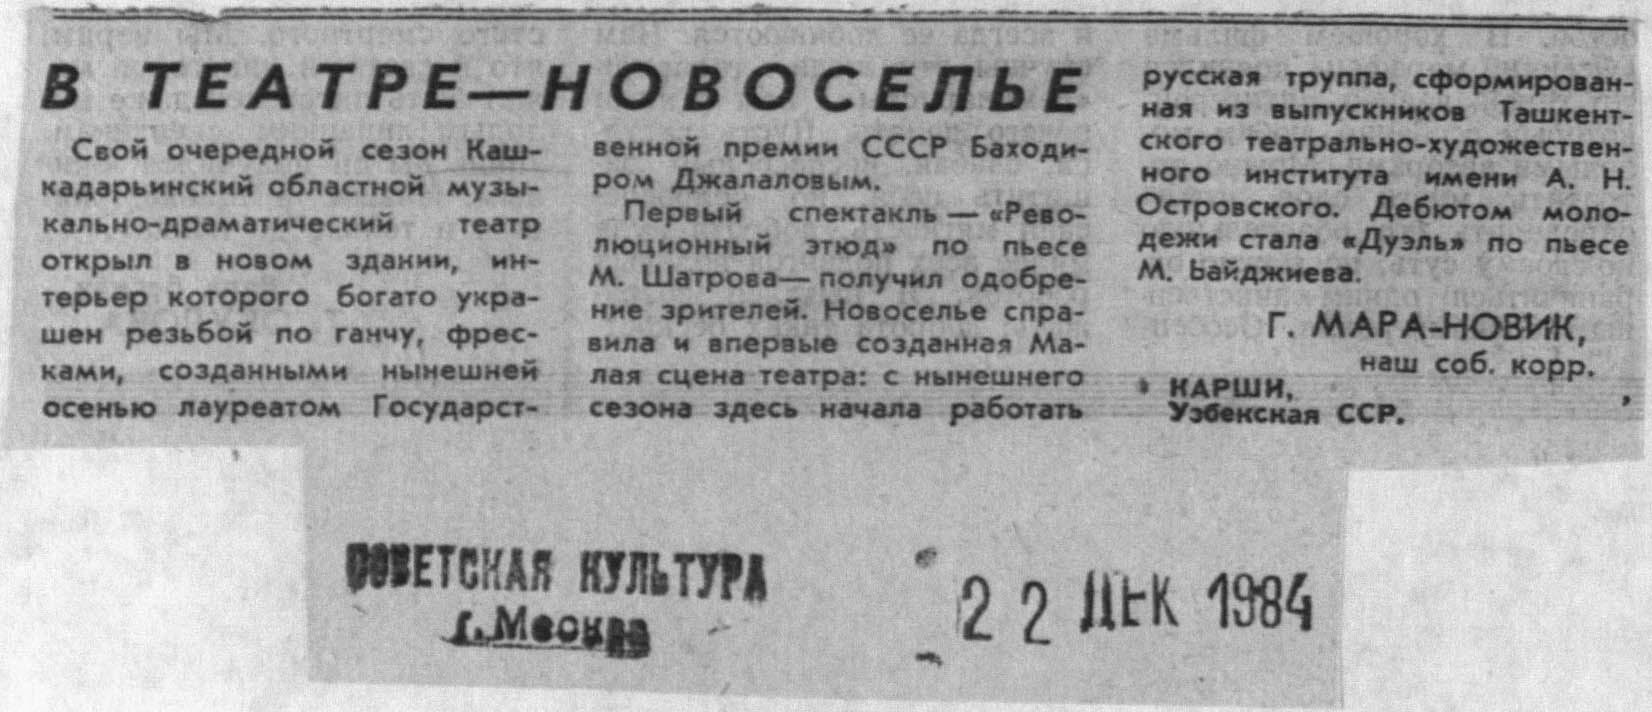 В ТЕАТРЕ—НОВОСЕЛЬЕ
Свой очередной сезон Каш-
кадарьинский областной музы-
кально-драматический театр
открыл в новом здании, ин-
терьер которого богато укра-
шен резьбой по ганчу, фрес-
ками, созданными нынешней
осенью лауреатом Государст-
венной премии СССР Баходи-
ром Джалаловым.
Первый спектакль — «Рево-
люционный этюд» по пьесе
М. Шатрова— получил одобре-
ние зрителей. Новоселье спра-
вила и впервые созданная Ма-
лая сцена театра: с нынешнего
сезона здесь начала работать
русская труппа, сформирован-
ная из выпускников Ташкент-
ского театрально-художествен-
ного института имени А. Н.
Островского. Дебютом моло-
дежи стала «Дуэль» по пьесе
М. Байджиева.
Г. МАРА-НОВИК,
наш соб. корр.
КАРШИ,
Узбекская ССР.
СОВЕТСКАЯ КУЛЬТУРА
г. Москва
22 ДЕК 1984